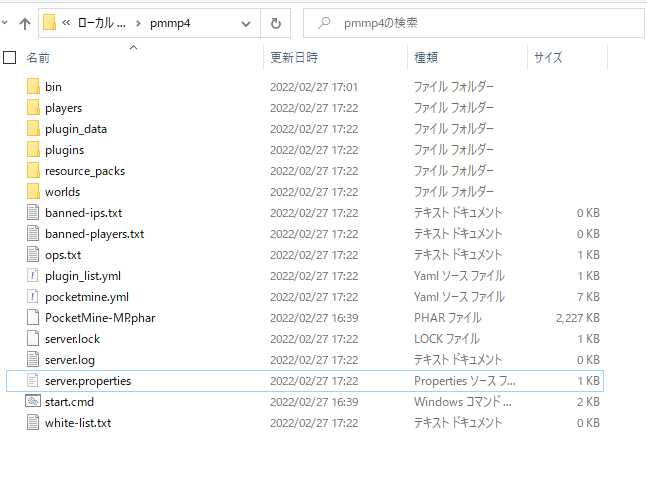 « ローカル ... › pmmp4
pmmp4の検索
名前 更新日時 種類 サイズ
bin 2022/02/27 17:01 ファイル フォルダー
players 2022/02/27 17:22 ファイル フォルダー
plugin_data 2022/02/27 17:22 ファイル フォルダー
plugins 2022/02/27 17:22 ファイル フォルダー
resource_packs 2022/02/27 17:22 ファイル フォルダー
worlds 2022/02/27 17:22 ファイル フォルダー
banned-ips.txt 2022/02/27 17:22 テキスト ドキュメント 0 KB
banned-players.txt 2022/02/27 17:22 テキスト ドキュメント 0 KB
ops.txt 2022/02/27 17:22 テキスト ドキュメント 1 KB
plugin_list.yml 2022/02/27 17:22 Yaml ソース ファイル 1 KB
pocketmine.yml 2022/02/27 17:22 Yaml ソース ファイル 7 KB
PocketMine-MP.phar 2022/02/27 16:39 PHAR ファイル 2,227 KB
server.lock 2022/02/27 17:22 LOCK ファイル 1 KB
server.log 2022/02/27 17:22 テキスト ドキュメント 0 KB
server.properties 2022/02/27 17:22 Properties ソース フ... 1 KB
start.cmd 2022/02/27 16:39 Windows コマンド ... 2 KB
white-list.txt 2022/02/27 17:22 テキスト ドキュメント 0 KB